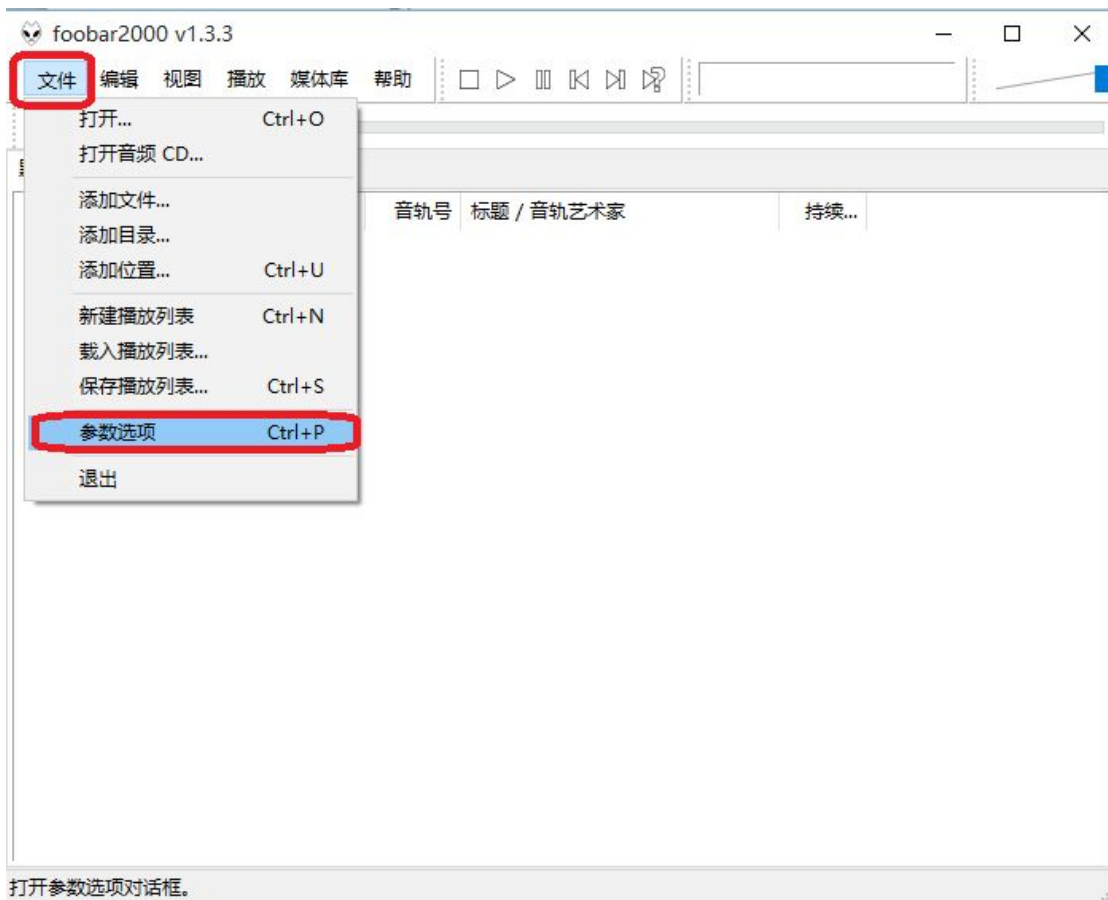 foobar2000 v1.3.3
文件 编辑 视图 播放 媒体库 帮助
打开... Ctrl+O
打开音频 CD...
添加文件...
添加目录...
添加位置... Ctrl+U
新建播放列表 Ctrl+N
载入播放列表...
保存播放列表... Ctrl+S
参数选项 Ctrl+P
退出
音轨号 标题 / 音轨艺术家 持续...
打开参数选项对话框。